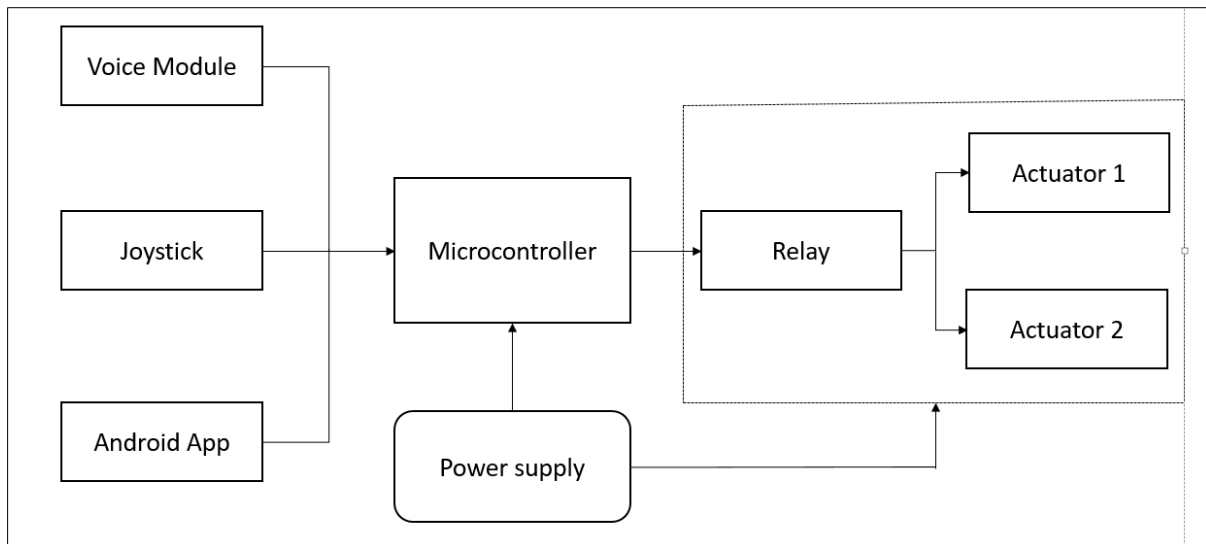 Voice Module
Joystick
Android App
Microcontroller
Power supply
Relay
Actuator 1
Actuator 2